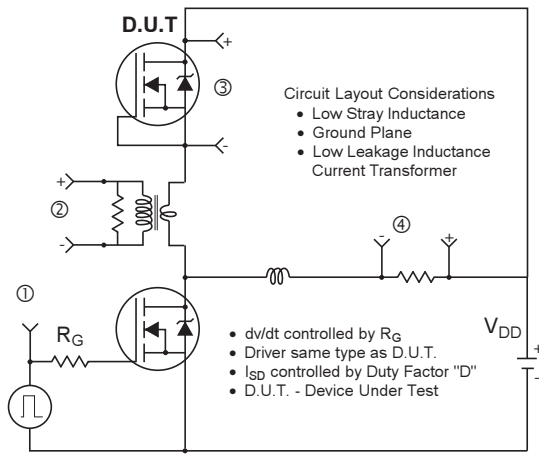 D.U.T
+
③
-
Circuit Layout Considerations
• Low Stray Inductance
• Ground Plane
• Low Leakage Inductance
Current Transformer
+
②
-
④
-
+
①
R_G
• dv/dt controlled by R_G
• Driver same type as D.U.T.
• I_SD controlled by Duty Factor "D"
• D.U.T. - Device Under Test
V_DD
+
-